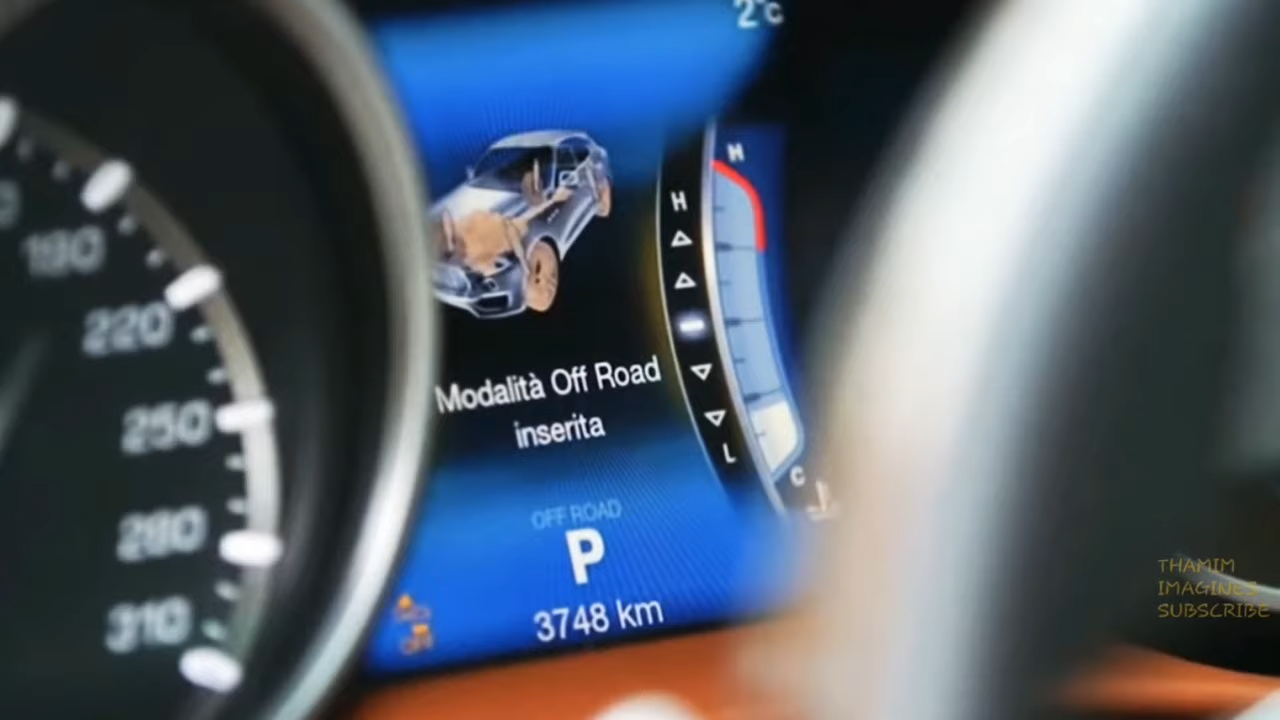 2°C
H
H
190
220
250
280
310
Modalità Off Road
inserita
L
C
OFF ROAD
P
3748 km
THAMIM
IMAGINES
SUBSCRIBE